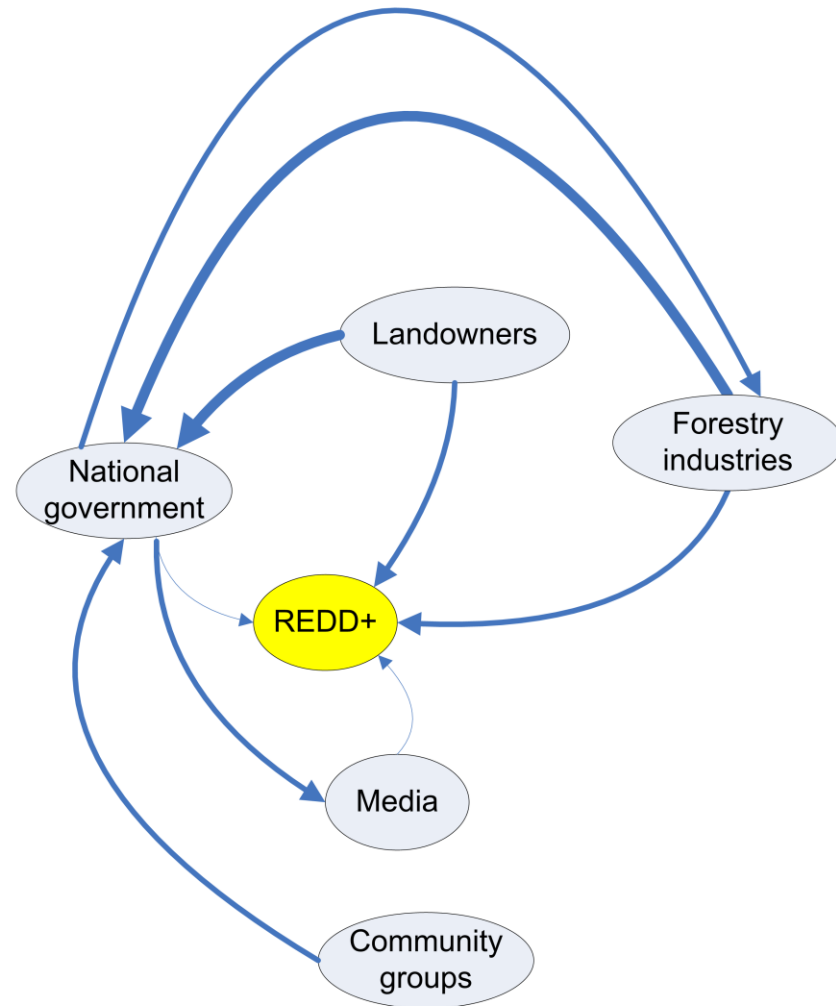 Landowners
Forestry
industries
National
government
REDD+
Media
Community
groups